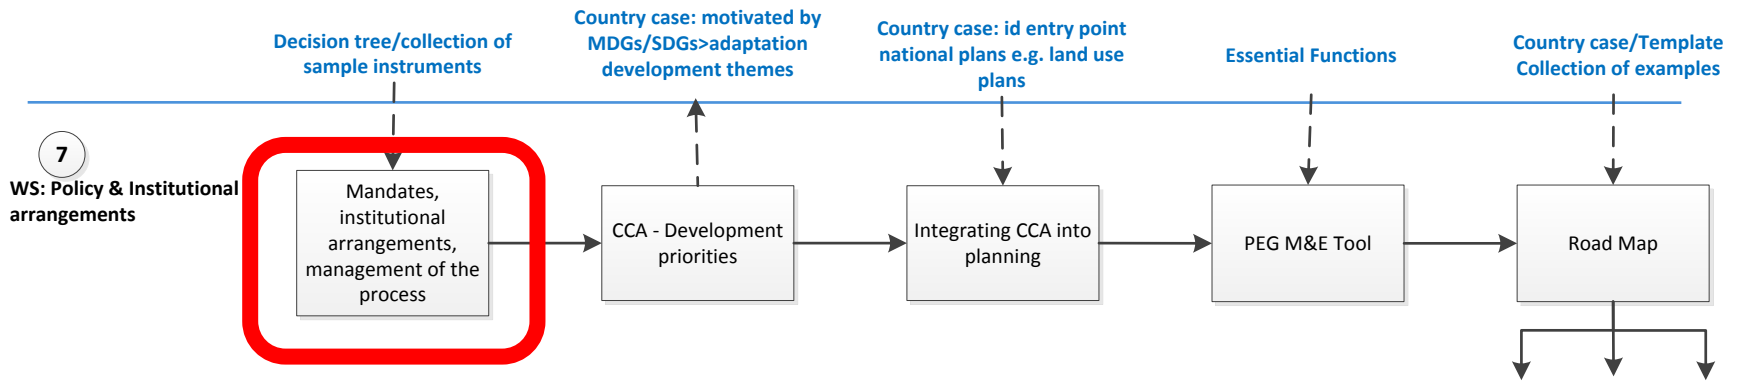 Decision tree/collection of
sample instruments
Country case: motivated by
MDGs/SDGs>adaptation
development themes
Country case: id entry point
national plans e.g. land use
plans
Essential Functions
Country case/Template
Collection of examples
7
WS: Policy & Institutional
arrangements
Mandates,
institutional
arrangements,
management of the
process
CCA - Development
priorities
Integrating CCA into
planning
PEG M&E Tool
Road Map